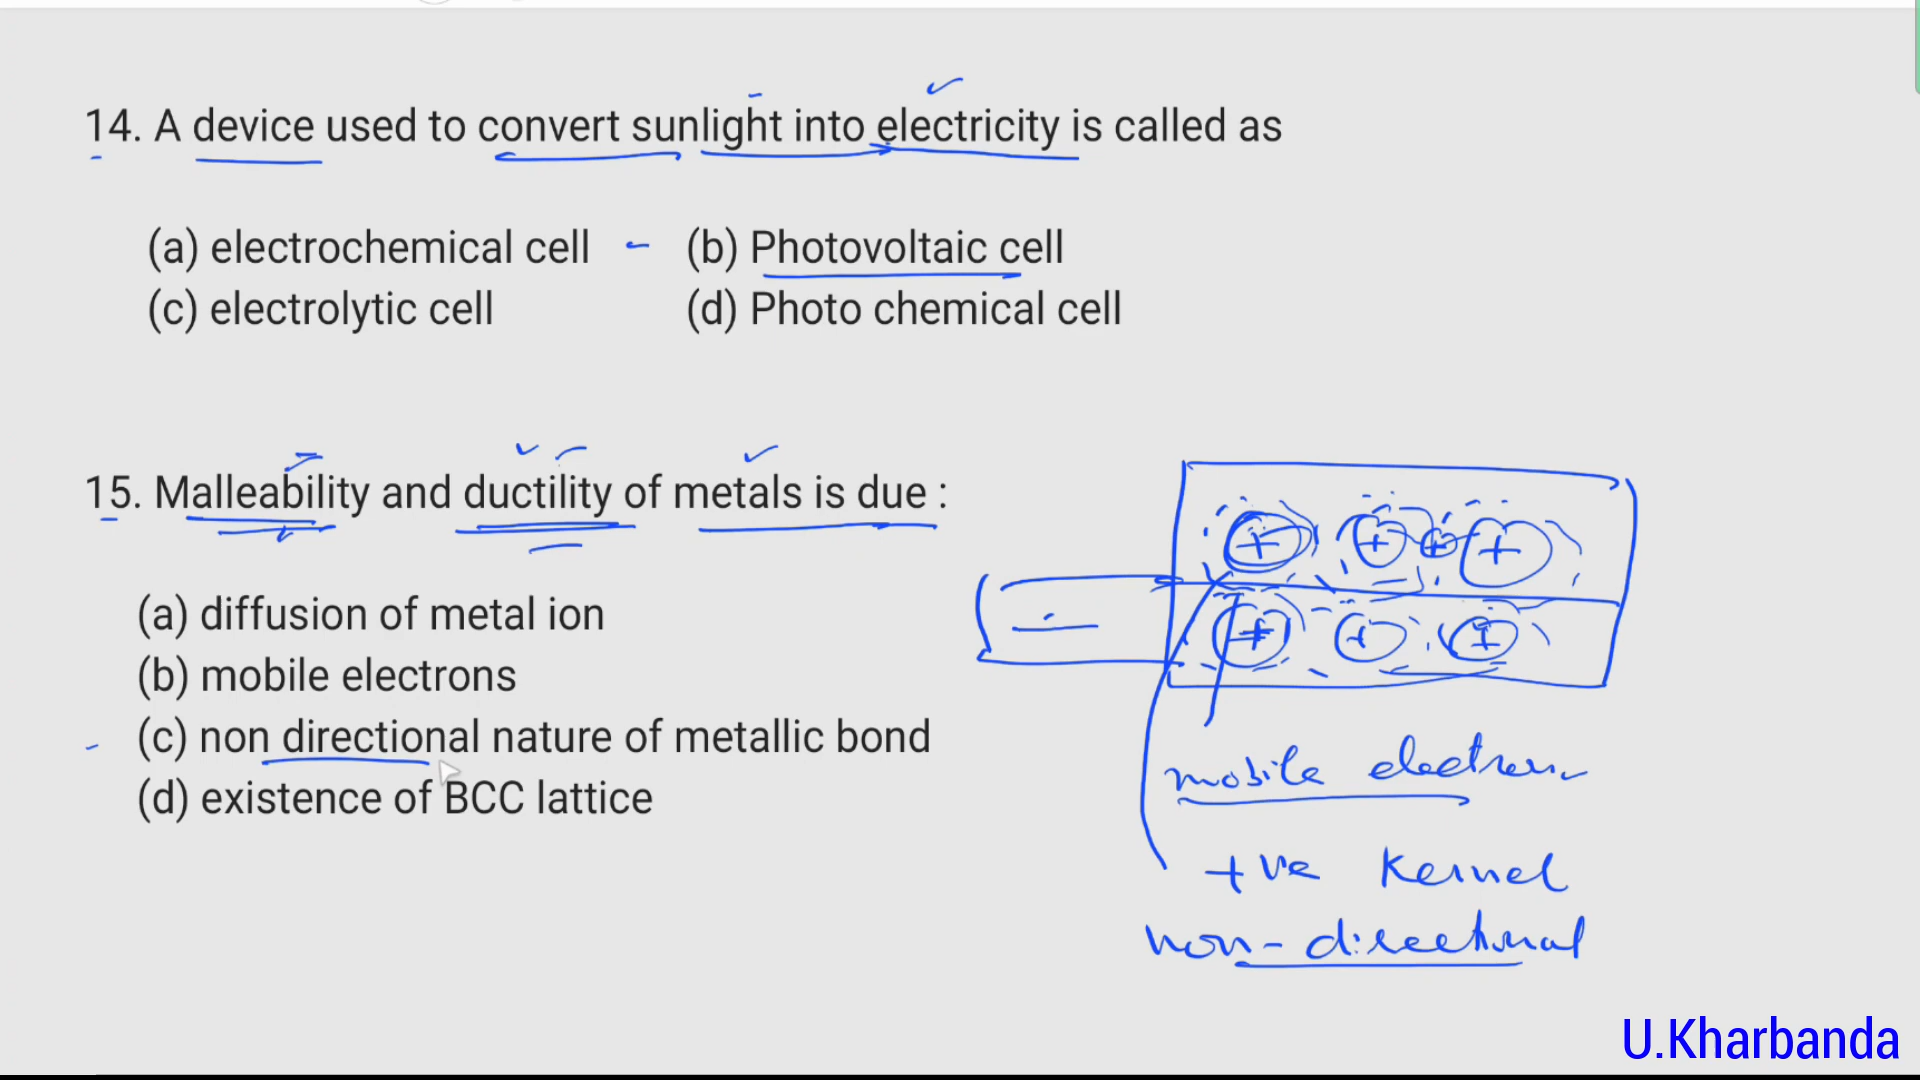 14. A device used to convert sunlight into electricity is called as
(a) electrochemical cell (b) Photovoltaic cell
(c) electrolytic cell (d) Photo chemical cell
15. Malleability and ductility of metals is due :
(a) diffusion of metal ion
(b) mobile electrons
(c) non directional nature of metallic bond
(d) existence of BCC lattice
+ + + +
+ + +
mobile electrons
+ve Kernel
non-directional
U.Kharbanda